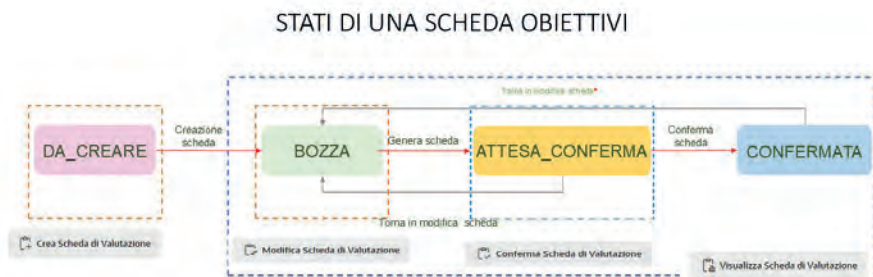 STATI DI UNA SCHEDA OBIETTIVI
Torna in modifica scheda*
DA_CREARE
Creazione
scheda
BOZZA
Genera scheda
ATTESA_CONFERMA
Conferma
scheda
CONFERMATA
Torna in modifica scheda
Crea Scheda di Valutazione
Modifica Scheda di Valutazione
Conferma Scheda di Valutazione
Visualizza Scheda di Valutazione